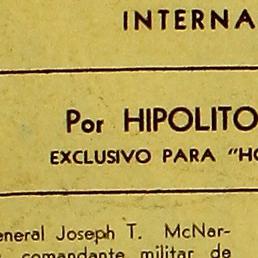 INTERNA
Por HIPOLITO
EXCLUSIVO PARA "HO
eneral Joseph T. McNar-
comandante militar de